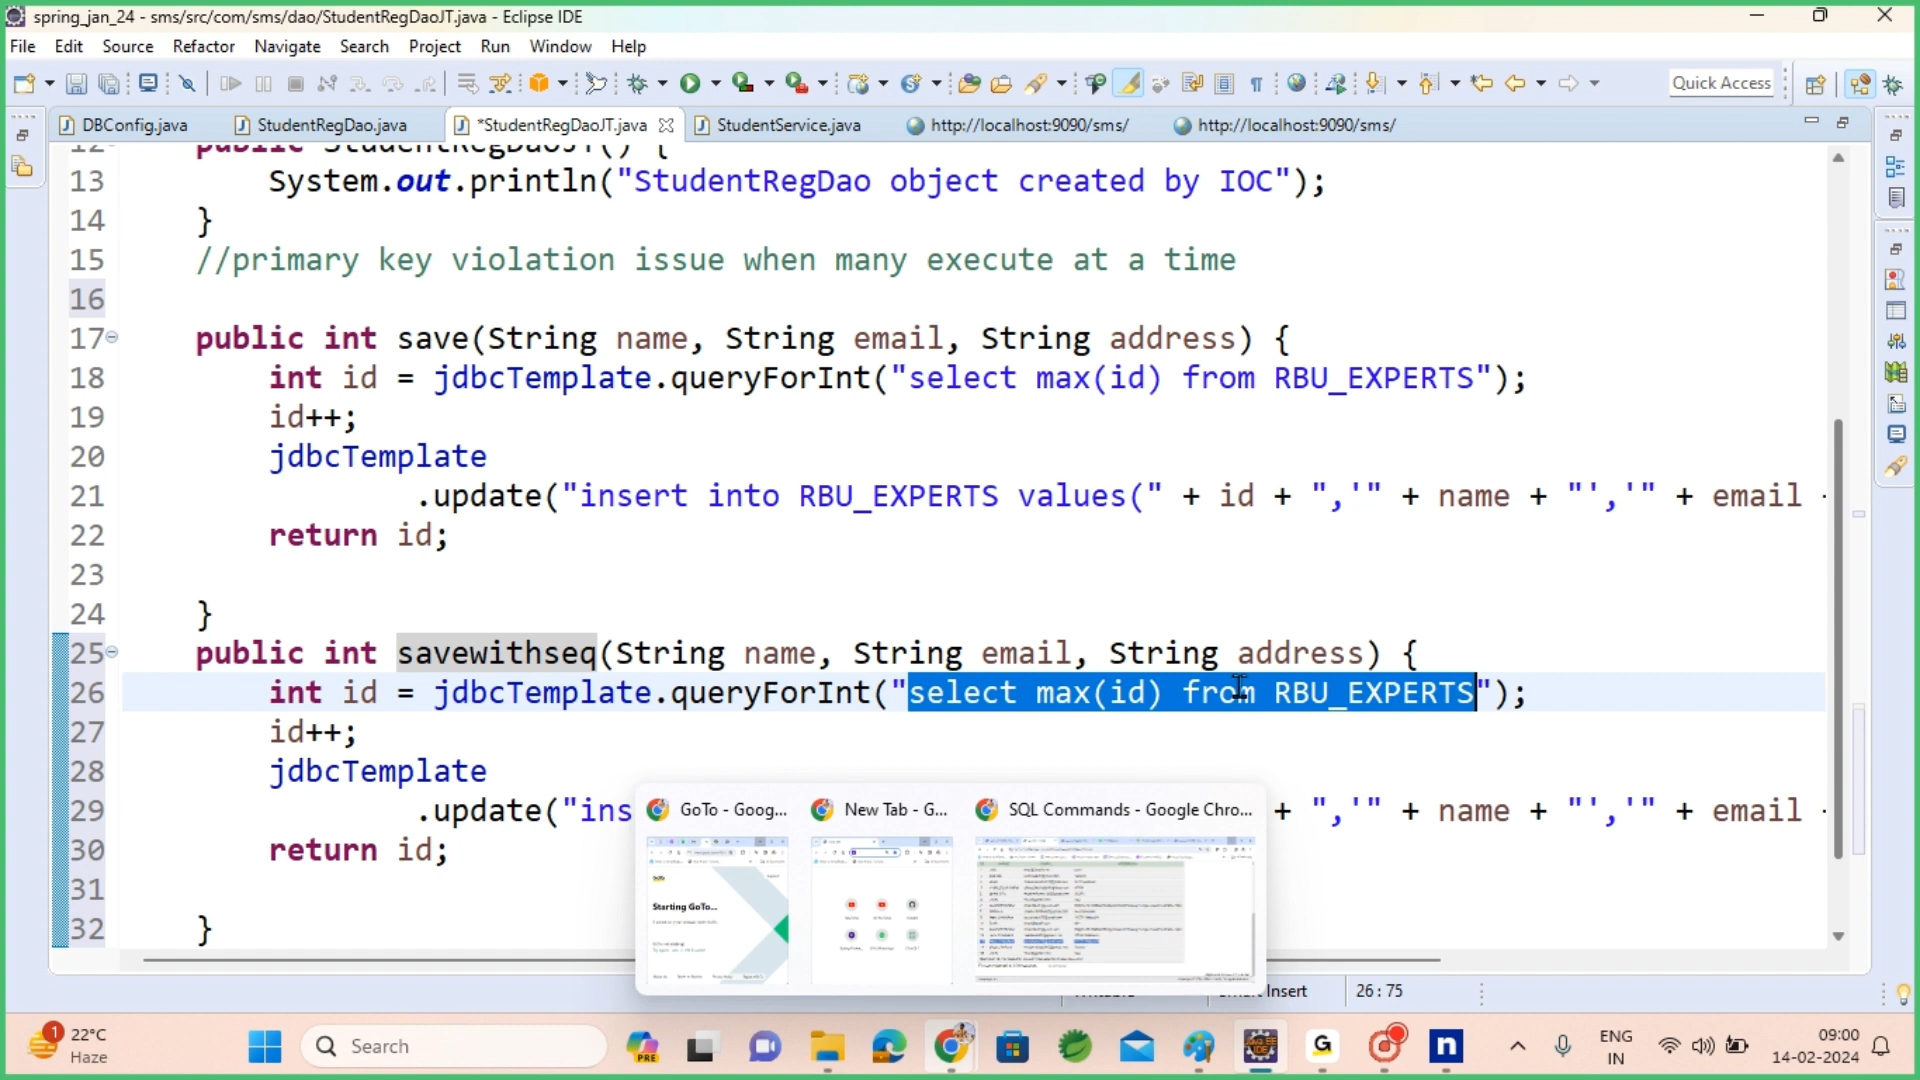 spring_jan_24 - sms/src/com/sms/dao/StudentRegDaoJT.java - Eclipse IDE
File Edit Source Refactor Navigate Search Project Run Window Help
Quick Access
DBConfig.java StudentRegDao.java *StudentRegDaoJT.java StudentService.java http://localhost:9090/sms/ http://localhost:9090/sms/
12 public StudentRegDaoJT() {
13 System.out.println("StudentRegDao object created by IOC");
14 }
15 //primary key violation issue when many execute at a time
16
17 public int save(String name, String email, String address) {
18 int id = jdbcTemplate.queryForInt("select max(id) from RBU_EXPERTS");
19 id++;
20 jdbcTemplate
21 .update("insert into RBU_EXPERTS values(" + id + ",'" + name + "','" + email
22 return id;
23
24 }
25 public int savewithseq(String name, String email, String address) {
26 int id = jdbcTemplate.queryForInt("select max(id) from RBU_EXPERTS");
27 id++;
28 jdbcTemplate
29 .update("ins + ",'" + name + "','" + email
30 return id;
31
32 }
GoTo - Goog... New Tab - G... SQL Commands - Google Chro...
Starting GoTo...
Insert 26 : 75
1 22°C
Haze
Search
PRE
ENG
IN
09:00
14-02-2024